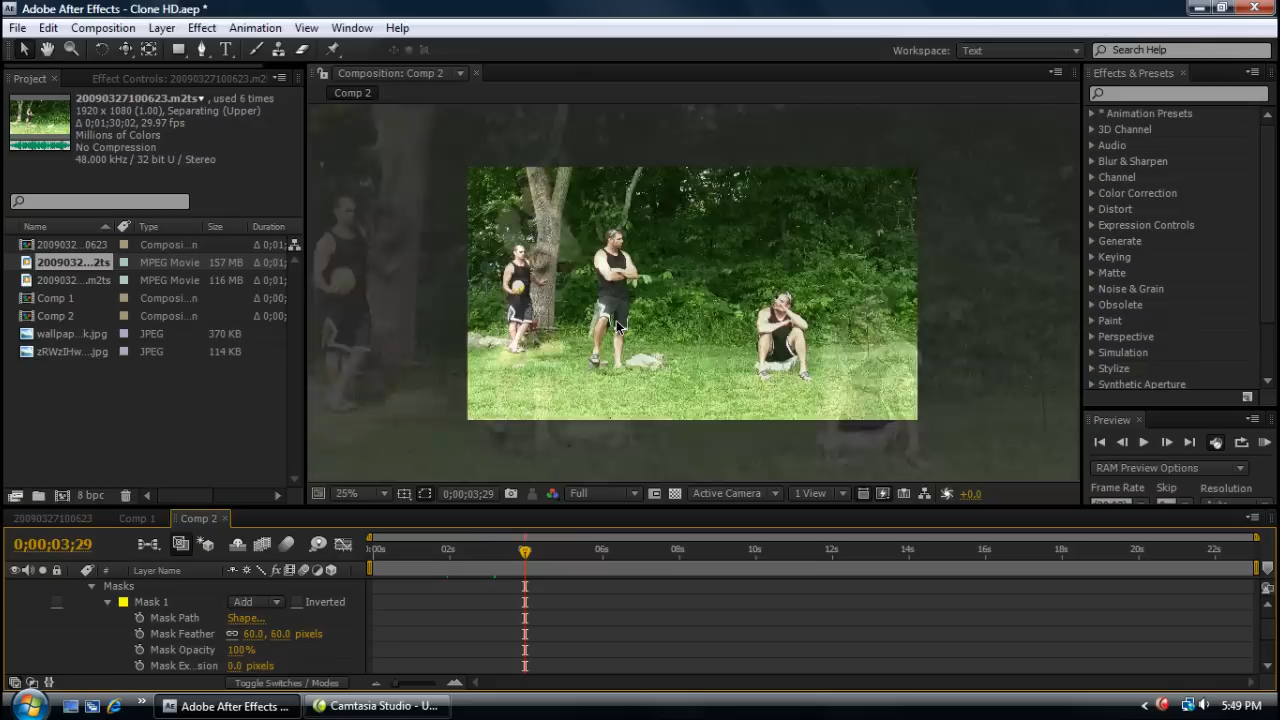 Adobe After Effects - Clone HD.aep *
File Edit Composition Layer Effect Animation View Window Help
Workspace: Text Search Help
Project × Effect Controls: 20090327100623.m2
20090327100623.m2ts▾, used 6 times
1920 x 1080 (1.00), Separating (Upper)
Δ 0;01;30;02, 29.97 fps
Millions of Colors
No Compression
48.000 kHz / 32 bit U / Stereo
Name Type Size Duration
2009032...0623 Composi...n Δ 0;01;
2009032...2ts MPEG Movie 157 MB Δ 0;01;
2009032...m2ts MPEG Movie 116 MB Δ 0;01;
Comp 1 Composi...n Δ 0;00;
Comp 2 Composi...n Δ 0;00;
wallpap...k.jpg JPEG 370 KB
zRWzIHw...jpg JPEG 114 KB
8 bpc
Composition: Comp 2
Comp 2
25% 0;00;03;29 Full Active Camera 1 View +0.0
Effects & Presets ×
* Animation Presets
3D Channel
Audio
Blur & Sharpen
Channel
Color Correction
Distort
Expression Controls
Generate
Keying
Matte
Noise & Grain
Obsolete
Paint
Perspective
Simulation
Stylize
Synthetic Aperture
Preview ×
RAM Preview Options
Frame Rate Skip Resolution
20090327100623 Comp 1 Comp 2 ×
0;00;03;29
:00s 02s 06s 08s 10s 12s 14s 16s 18s 20s 22s
# Layer Name
Masks
Mask 1 Add Inverted
Mask Path Shape...
Mask Feather 60.0, 60.0 pixels
Mask Opacity 100%
Mask Ex...sion 0.0 pixels
Toggle Switches / Modes
Adobe After Effects ... Camtasia Studio - U... 5:49 PM